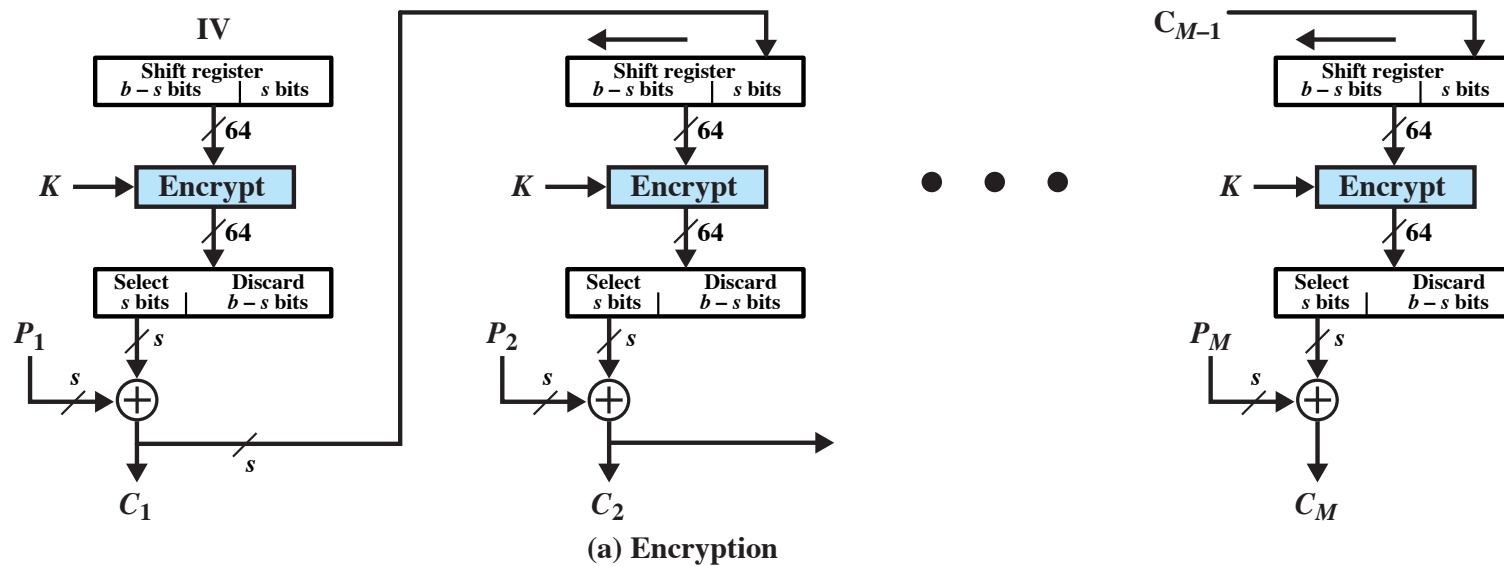 IV
C_{M–1}
Shift register
b – s bits | s bits
Shift register
b – s bits | s bits
Shift register
b – s bits | s bits
64
64
64
K
Encrypt
K
Encrypt
K
Encrypt
64
64
64
Select Discard
s bits | b – s bits
Select Discard
s bits | b – s bits
Select Discard
s bits | b – s bits
P_1
s
P_2
s
P_M
s
s
s
s
s
C_1
C_2
C_M
(a) Encryption